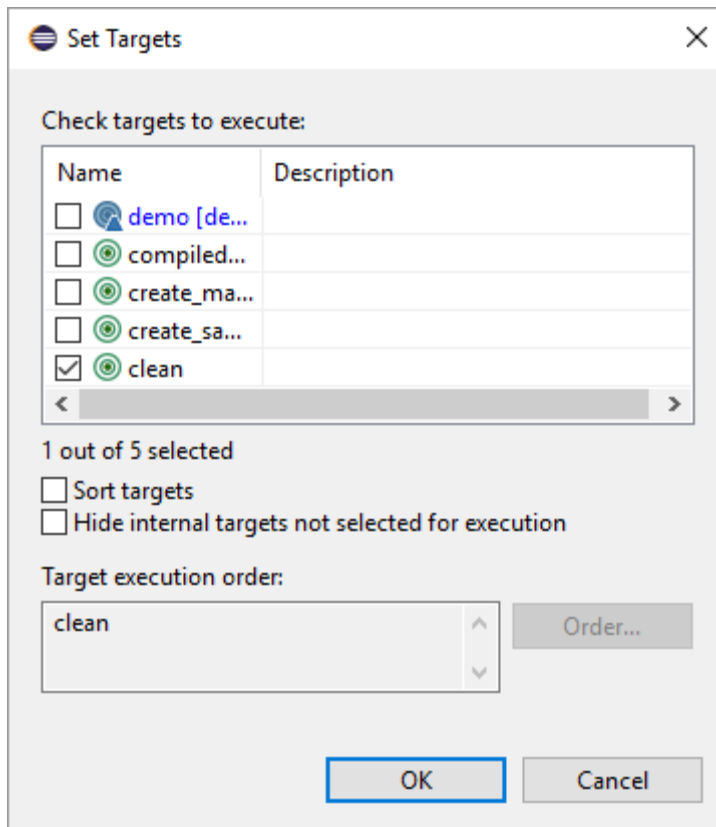 Set Targets
Check targets to execute:
Name Description
demo [de...
compiled...
create_ma...
create_sa...
clean
1 out of 5 selected
Sort targets
Hide internal targets not selected for execution
Target execution order:
clean
Order...
OK Cancel